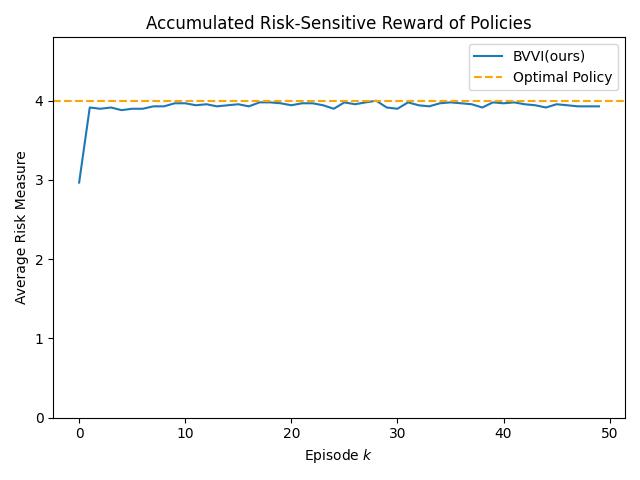 Accumulated Risk-Sensitive Reward of Policies
BVVI(ours)
Optimal Policy
Average Risk Measure
4
3
2
1
0
0 10 20 30 40 50
Episode k